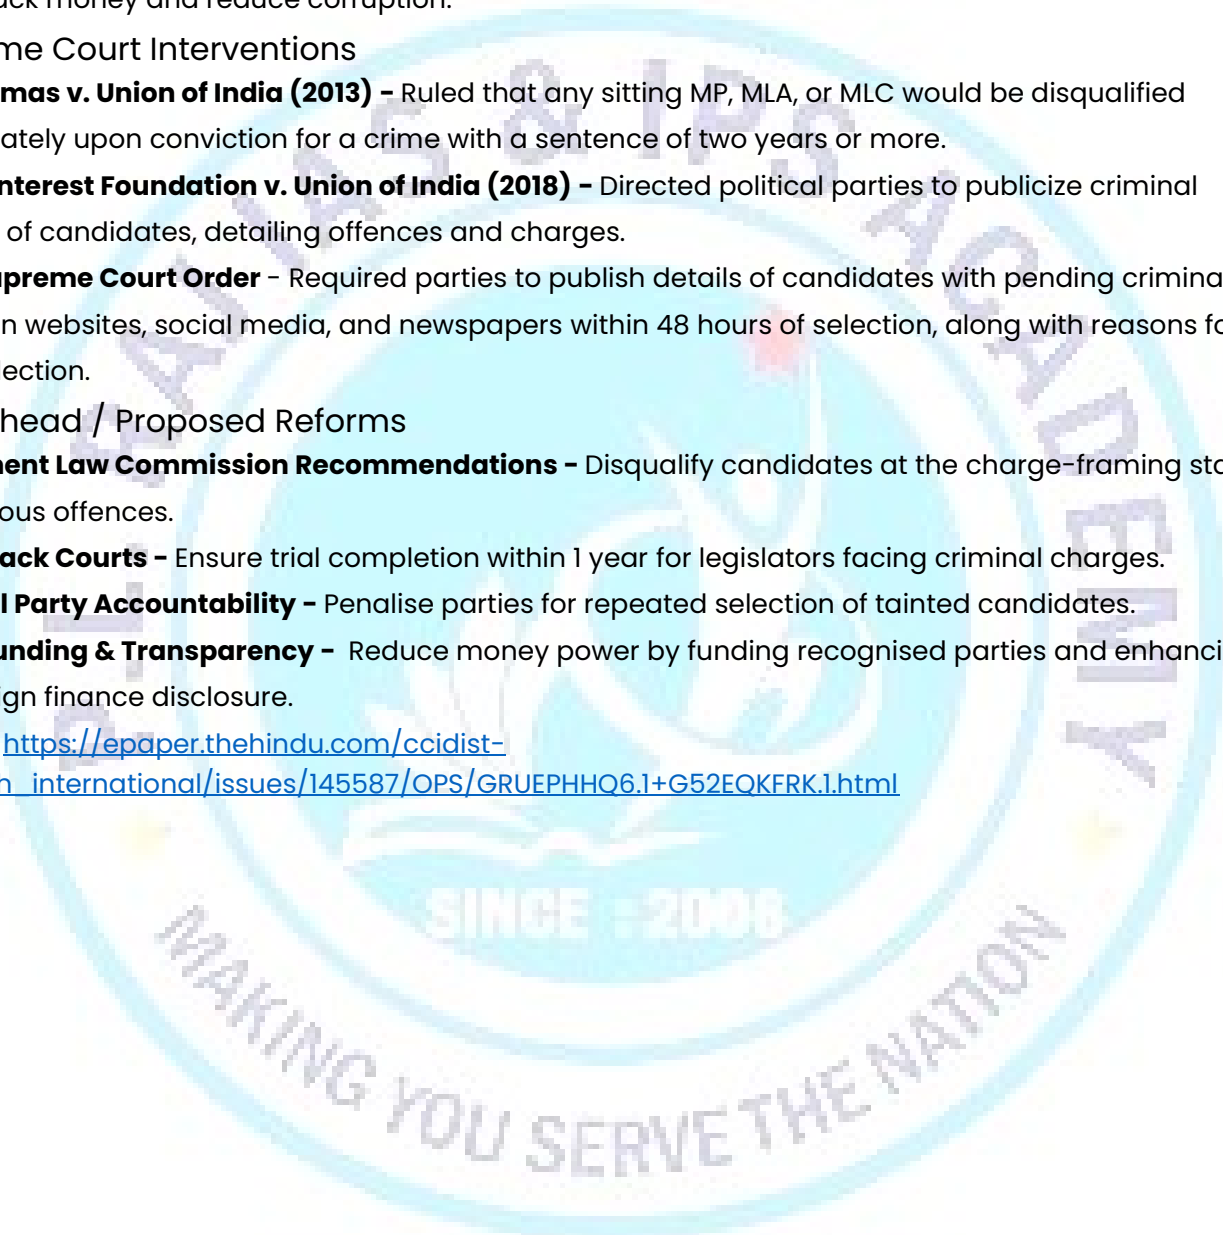 ack money and reduce corruption.
me Court Interventions
mas v. Union of India (2013) – Ruled that any sitting MP, MLA, or MLC would be disqualified
ately upon conviction for a crime with a sentence of two years or more.
nterest Foundation v. Union of India (2018) – Directed political parties to publicize criminal
of candidates, detailing offences and charges.
preme Court Order - Required parties to publish details of candidates with pending crimina
n websites, social media, and newspapers within 48 hours of selection, along with reasons fo
lection.
head / Proposed Reforms
ent Law Commission Recommendations – Disqualify candidates at the charge-framing sta
ous offences.
ack Courts – Ensure trial completion within 1 year for legislators facing criminal charges.
l Party Accountability – Penalise parties for repeated selection of tainted candidates.
unding & Transparency – Reduce money power by funding recognised parties and enhanci
ign finance disclosure.
https://epaper.thehindu.com/ccidist-
h_international/issues/145587/OPS/GRUEPHHQ6.1+G52EQKFRK.1.html
IAS & IPS ACADEMY
SINCE : 2006
MAKING YOU SERVE THE NATION